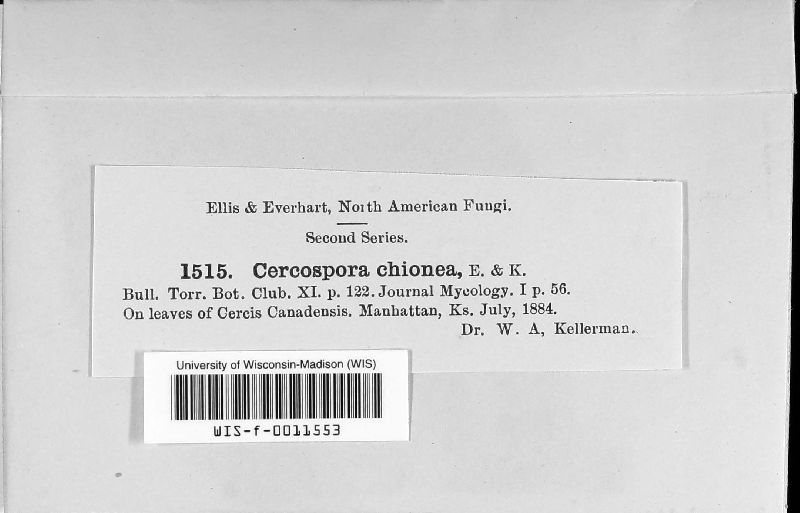 Ellis & Everhart, North American Fungi.
Second Series.
1515. Cercospora chionea, E. & K.
Bull. Torr. Bot. Club. XI. p. 122. Journal Mycology. I p. 56.
On leaves of Cercis Canadensis. Manhattan, Ks. July, 1884.
Dr. W. A, Kellerman.
University of Wisconsin-Madison (WIS)
WIS-f-0011553